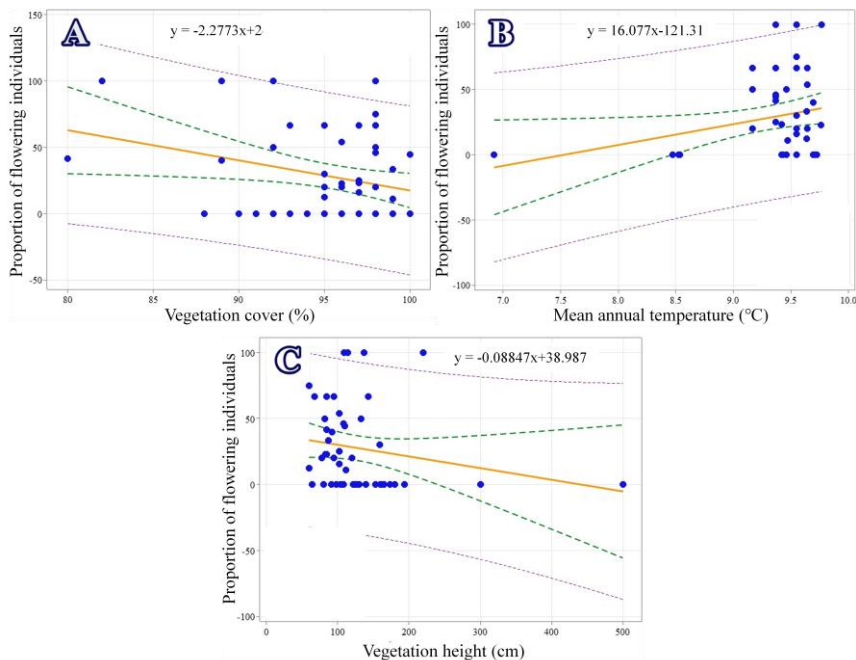 A
y = -2.2773x+2
Proportion of flowering individuals
150
100
50
0
-50
80
85
90
95
100
Vegetation cover (%)
B
y = 16.077x-121.31
Proportion of flowering individuals
100
50
0
-50
-100
7.0
7.5
8.0
8.5
9.0
9.5
10.0
Mean annual temperature (°C)
C
y = -0.08847x+38.987
Proportion of flowering individuals
100
50
0
-50
-100
0
100
200
300
400
500
Vegetation height (cm)